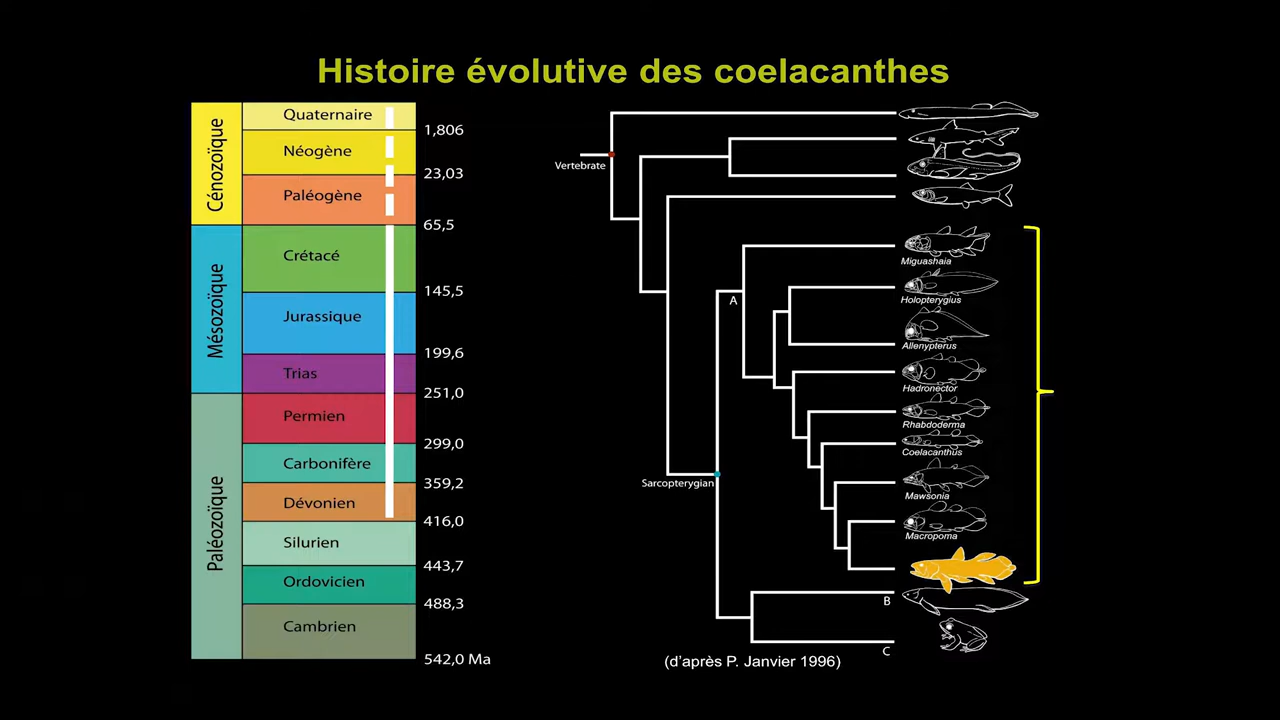 Histoire évolutive des coelacanthes
Cénozoïque
Quaternaire
1,806
Néogène
23,03
Paléogène
65,5
Mésozoïque
Crétacé
145,5
Jurassique
199,6
Trias
251,0
Paléozoïque
Permien
299,0
Carbonifère
359,2
Dévonien
416,0
Silurien
443,7
Ordovicien
488,3
Cambrien
542,0 Ma
Vertebrate
Sarcopterygian
A
Miguashaia
Holopterygius
Allenypterus
Hadronector
Rhabdoderma
Coelacanthus
Mawsonia
Macropoma
B
C
(d'après P. Janvier 1996)